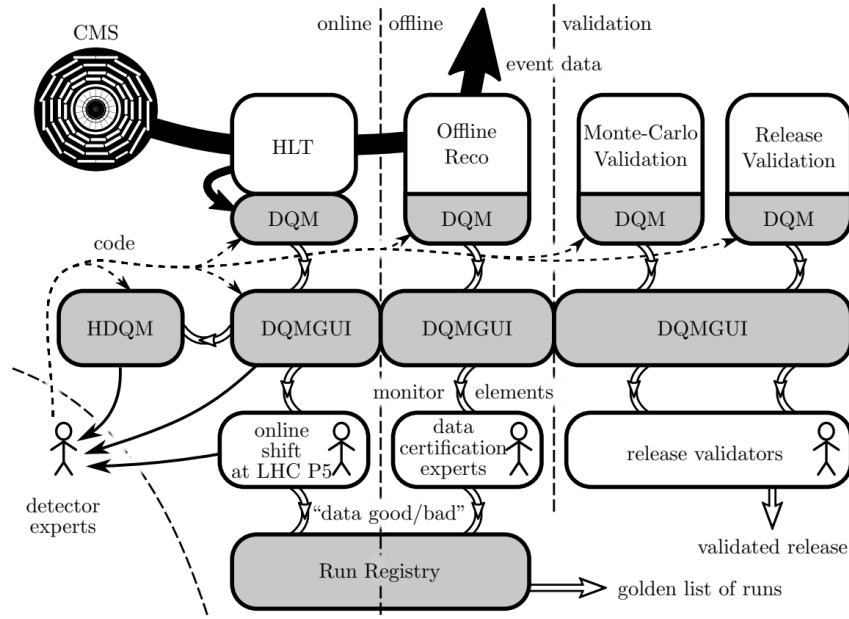 CMS
online
offline
validation
event data
HLT
Offline
Reco
Monte-Carlo
Validation
Release
Validation
DQM
DQM
DQM
DQM
code
HDQM
DQMGUI
DQMGUI
DQMGUI
monitor
elements
online
shift
at LHC P5
data
certification
experts
release validators
detector
experts
“data good/bad”
validated release
Run Registry
golden list of runs